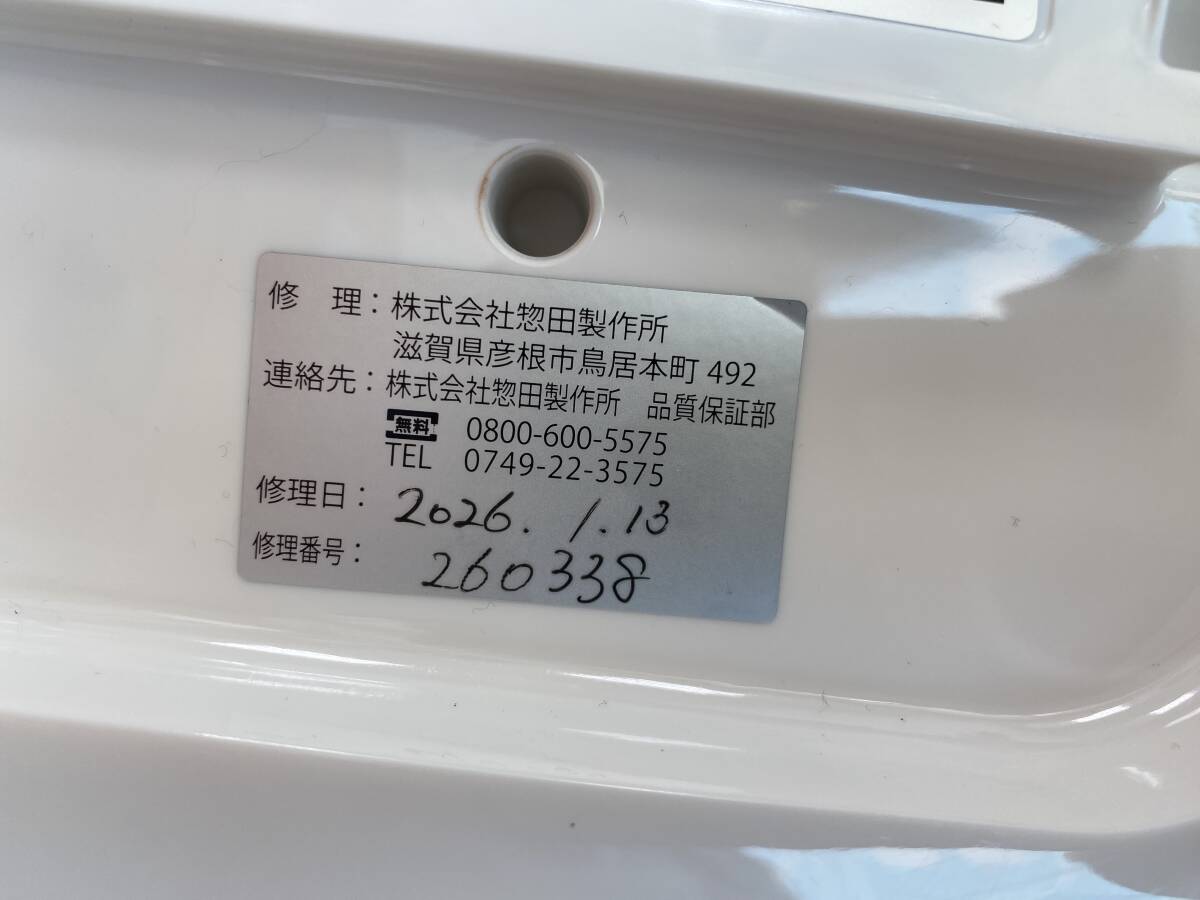 修　理：株式会社惣田製作所
滋賀県彦根市鳥居本町 492
連絡先：株式会社惣田製作所　品質保証部
無料 0800-600-5575
TEL 0749-22-3575
修理日：2026. 1.13
修理番号：260338